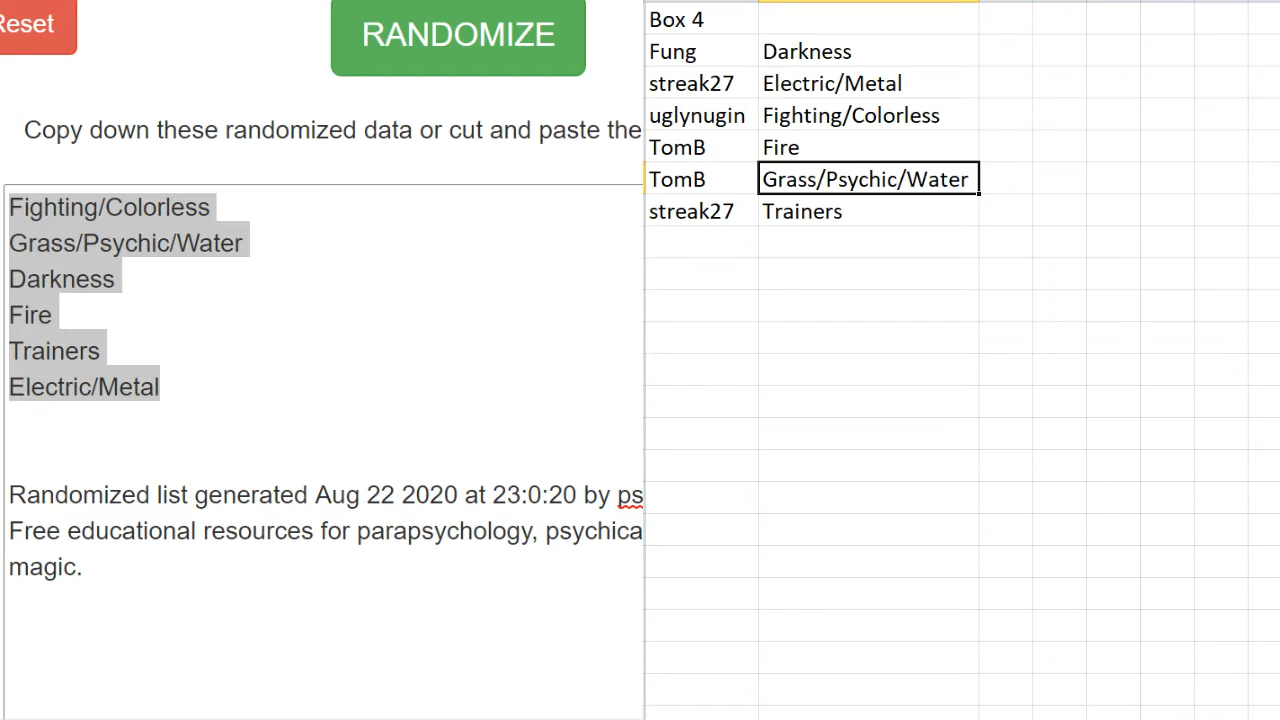 Reset
RANDOMIZE
Copy down these randomized data or cut and paste the
Fighting/Colorless
Grass/Psychic/Water
Darkness
Fire
Trainers
Electric/Metal
Randomized list generated Aug 22 2020 at 23:0:20 by ps
Free educational resources for parapsychology, psychica
magic.
Box 4
Fung Darkness
streak27 Electric/Metal
uglynugin Fighting/Colorless
TomB Fire
TomB Grass/Psychic/Water
streak27 Trainers